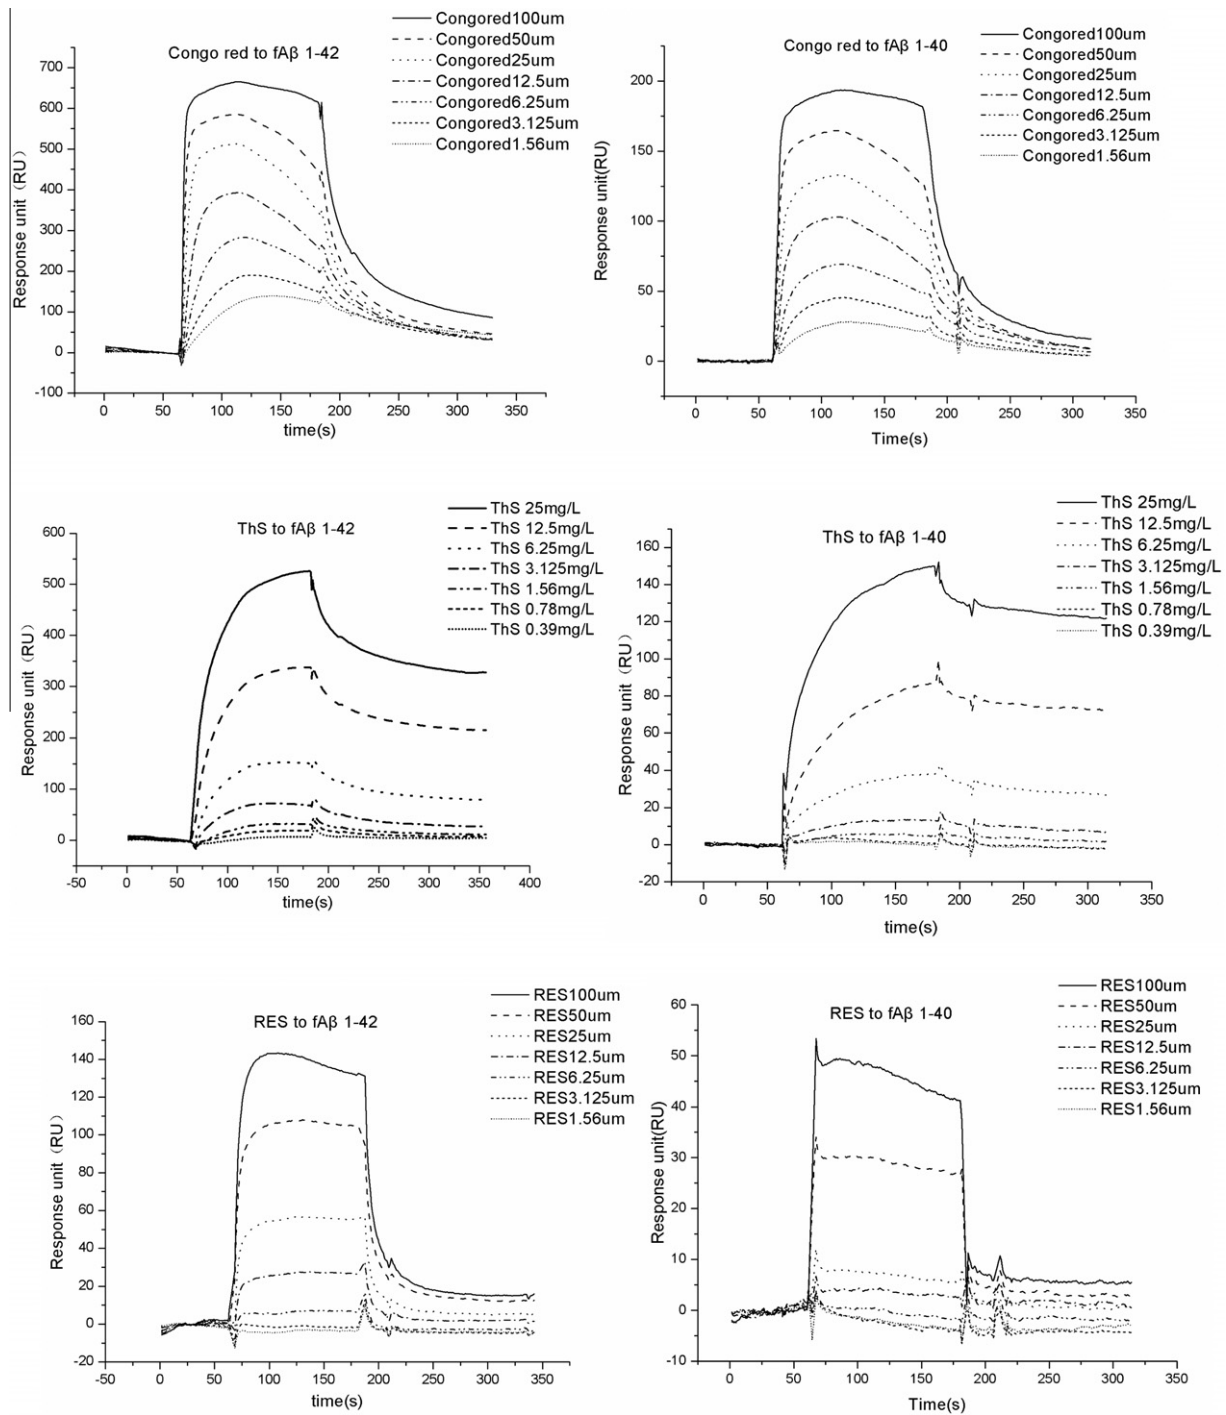 Congo red to fAβ 1-42
Congored100um
Congored50um
Congored25um
Congored12.5um
Congored6.25um
Congored3.125um
Congored1.56um
Response unit (RU)
700
600
500
400
300
200
100
0
-100
0 50 100 150 200 250 300 350
time(s)
Congo red to fAβ 1-40
Congored100um
Congored50um
Congored25um
Congored12.5um
Congored6.25um
Congored3.125um
Congored1.56um
Response unit(RU)
200
150
100
50
0
0 50 100 150 200 250 300 350
Time(s)
ThS to fAβ 1-42
ThS 25mg/L
ThS 12.5mg/L
ThS 6.25mg/L
ThS 3.125mg/L
ThS 1.56mg/L
ThS 0.78mg/L
ThS 0.39mg/L
Response unit (RU)
600
500
400
300
200
100
0
-50 0 50 100 150 200 250 300 350 400
time(s)
ThS to fAβ 1-40
ThS 25mg/L
ThS 12.5mg/L
ThS 6.25mg/L
ThS 3.125mg/L
ThS 1.56mg/L
ThS 0.78mg/L
ThS 0.39mg/L
Response unit (RU)
160
140
120
100
80
60
40
20
0
-20
0 50 100 150 200 250 300 350
time(s)
RES to fAβ 1-42
RES100um
RES50um
RES25um
RES12.5um
RES6.25um
RES3.125um
RES1.56um
Response unit (RU)
160
140
120
100
80
60
40
20
0
-20
-50 0 50 100 150 200 250 300 350
time(s)
RES to fAβ 1-40
RES100um
RES50um
RES25um
RES12.5um
RES6.25um
RES3.125um
RES1.56um
Response unit(RU)
60
50
40
30
20
10
0
-10
0 50 100 150 200 250 300 350
Time(s)